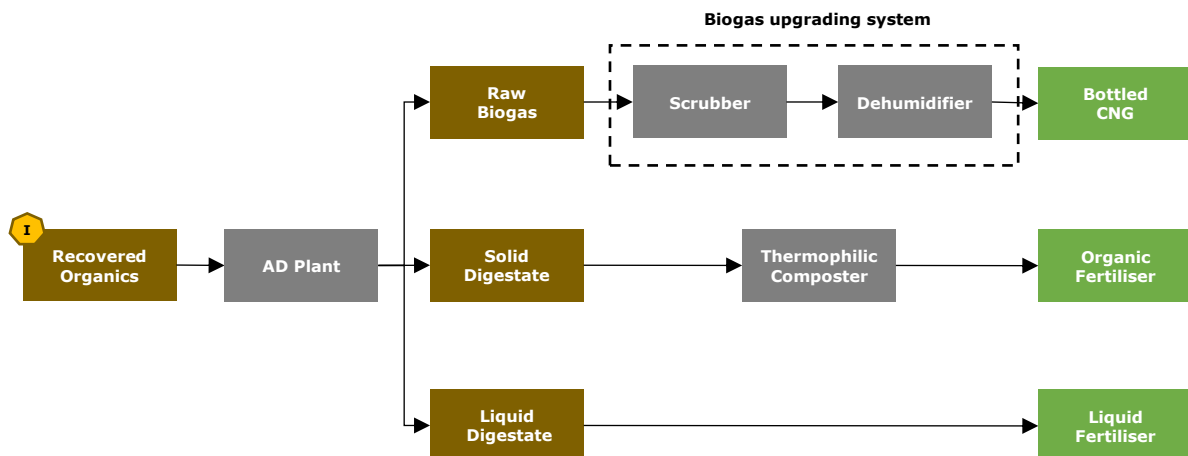 Biogas upgrading system
Raw
Biogas
Scrubber
Dehumidifier
Bottled
CNG
I
Recovered
Organics
AD Plant
Solid
Digestate
Thermophilic
Composter
Organic
Fertiliser
Liquid
Digestate
Liquid
Fertiliser